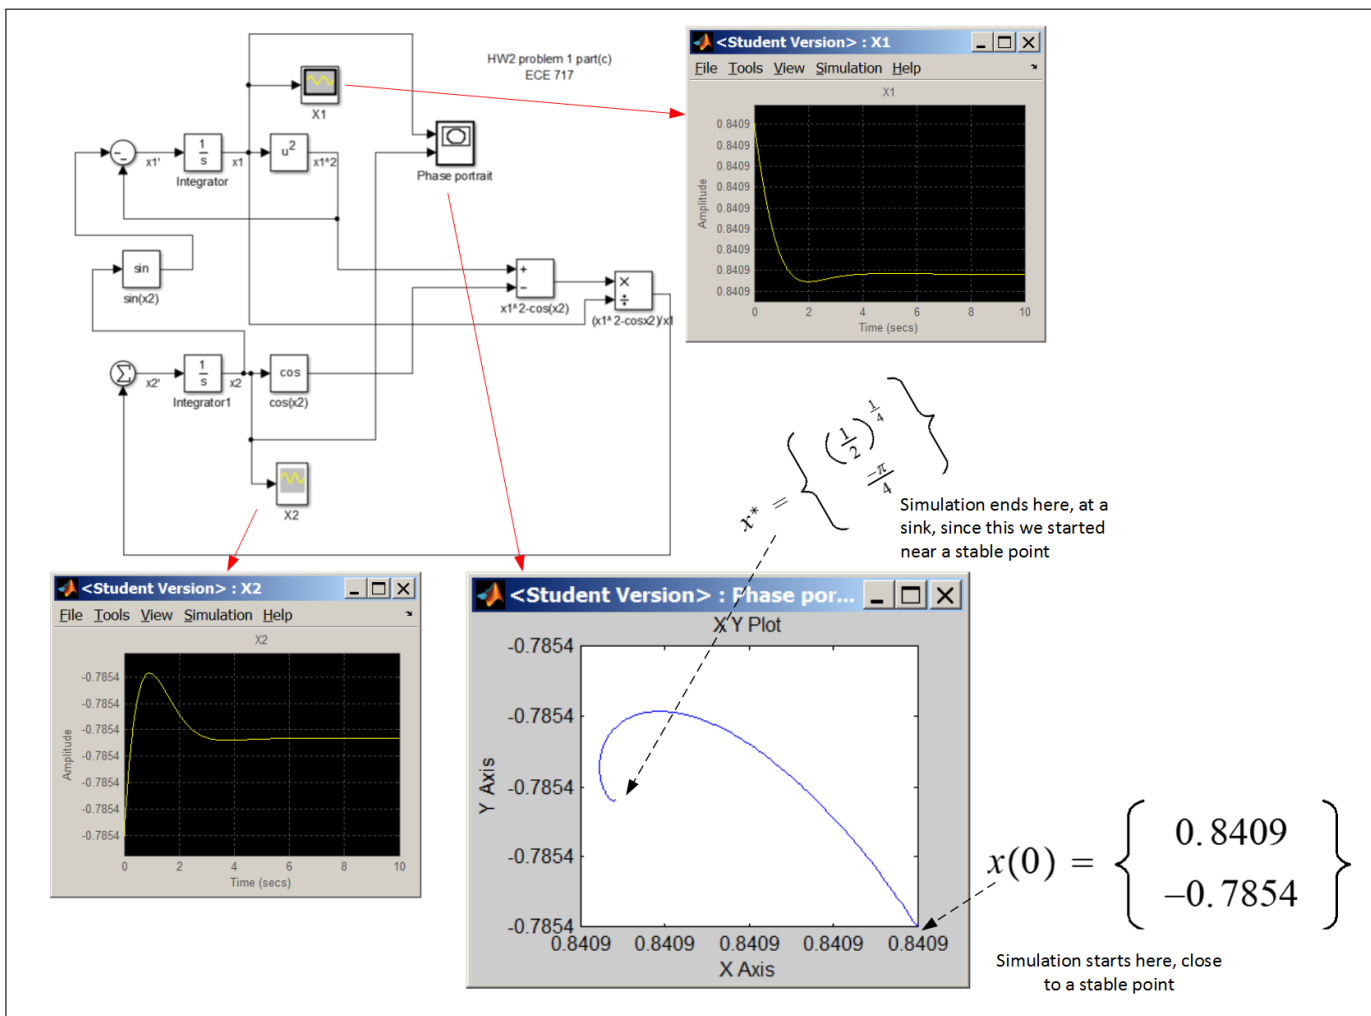 HW2 problem 1 part(c)
ECE 717
X1
x1'
1
s
x1
Integrator
u²
x1^2
Phase portrait
sin
sin(x2)
+
−
x1^2-cos(x2)
×
÷
(x1^2-cosx2)/x1
Σ
x2'
1
s
x2
Integrator1
cos
cos(x2)
X2
<Student Version> : X1
File Tools View Simulation Help
X1
0.8409
0.8409
0.8409
0.8409
0.8409
0.8409
0.8409
0.8409
0.8409
Amplitude
0 2 4 6 8 10
Time (secs)
x* = { (1/2)^1/4
-π/4 }
Simulation ends here, at a
sink, since this we started
near a stable point
<Student Version> : X2
File Tools View Simulation Help
X2
-0.7854
-0.7854
-0.7854
-0.7854
-0.7854
-0.7854
-0.7854
Amplitude
0 2 4 6 8 10
Time (secs)
<Student Version> : Phase por...
X Y Plot
-0.7854
-0.7854
-0.7854
-0.7854
-0.7854
Y Axis
0.8409 0.8409 0.8409 0.8409 0.8409
X Axis
x(0) = { 0.8409
−0.7854 }
Simulation starts here, close
to a stable point